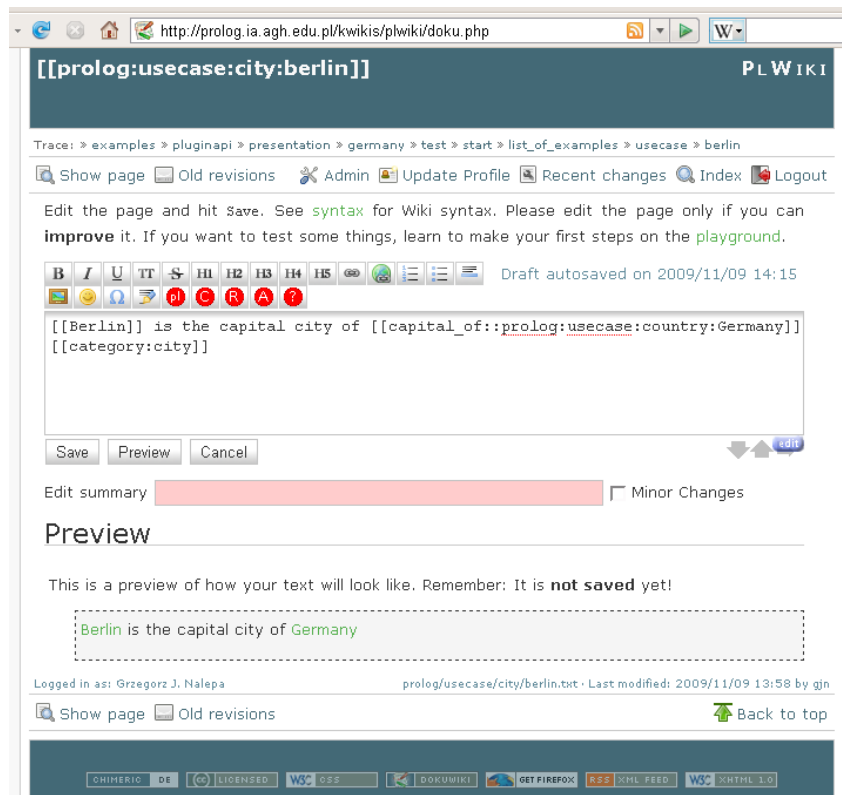 http://prolog.ia.agh.edu.pl/kwikis/plwiki/doku.php W
[[prolog:usecase:city:berlin]] PLWIKI
Trace: » examples » pluginapi » presentation » germany » test » start » list_of_examples » usecase » berlin
Show page Old revisions Admin Update Profile Recent changes Index Logout
Edit the page and hit Save. See syntax for Wiki syntax. Please edit the page only if you can
improve it. If you want to test some things, learn to make your first steps on the playground.
B I U TT S H1 H2 H3 H4 H5 Draft autosaved on 2009/11/09 14:15
Ω pl C R A ?
[[Berlin]] is the capital city of [[capital_of::prolog:usecase:country:Germany]]
[[category:city]]
Save Preview Cancel edit
Edit summary Minor Changes
Preview
This is a preview of how your text will look like. Remember: It is not saved yet!
Berlin is the capital city of Germany
Logged in as: Grzegorz J. Nalepa prolog/usecase/city/berlin.txt · Last modified: 2009/11/09 13:58 by gjn
Show page Old revisions Back to top
CHIMERIC DE (cc) LICENSED W3C CSS DOKUWIKI GET FIREFOX RSS XML FEED W3C XHTML 1.0